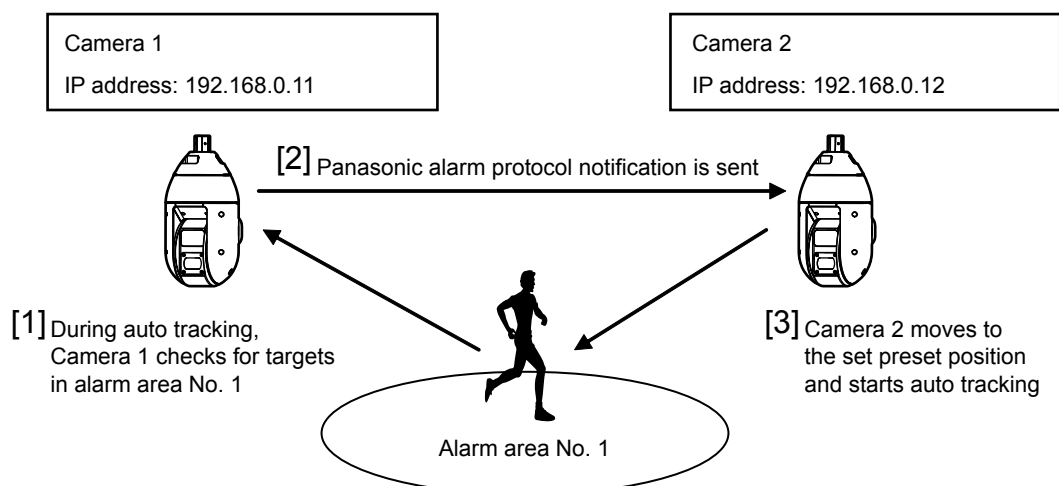 Camera 1
IP address: 192.168.0.11
Camera 2
IP address: 192.168.0.12
[2] Panasonic alarm protocol notification is sent
[1] During auto tracking,
Camera 1 checks for targets
in alarm area No. 1
[3] Camera 2 moves to
the set preset position
and starts auto tracking
Alarm area No. 1